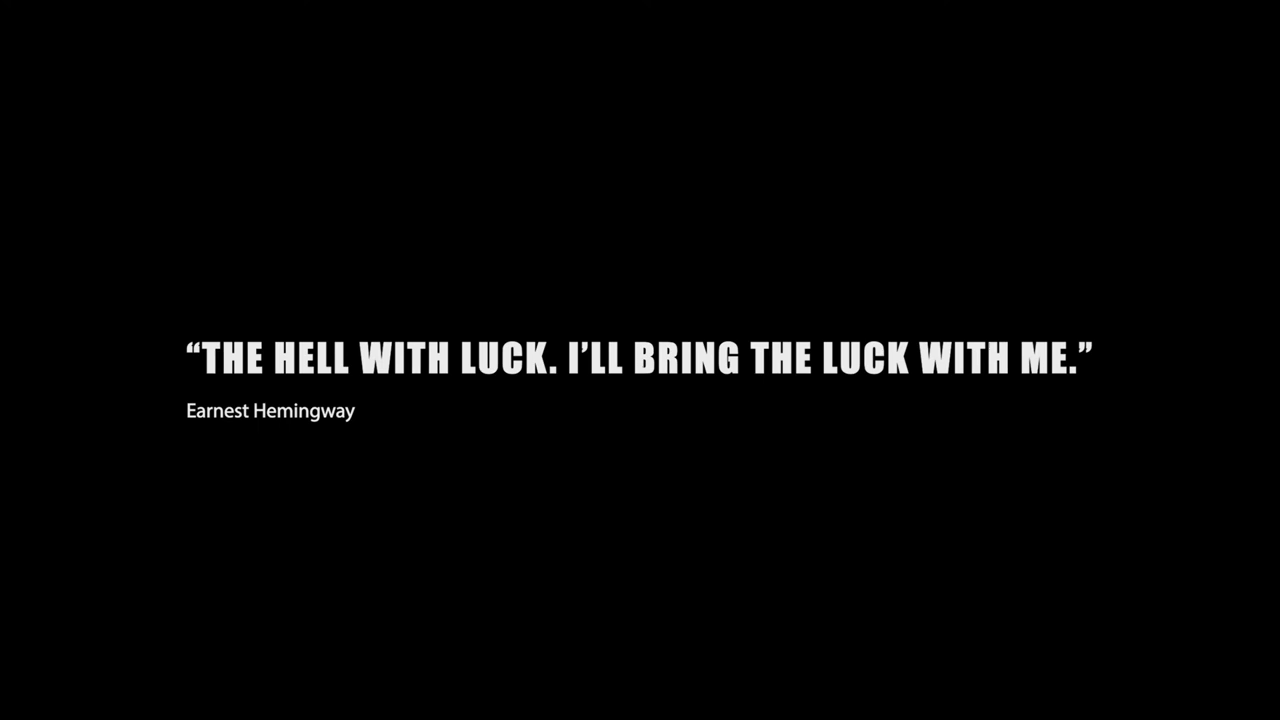 “THE HELL WITH LUCK. I’LL BRING THE LUCK WITH ME.”
Earnest Hemingway